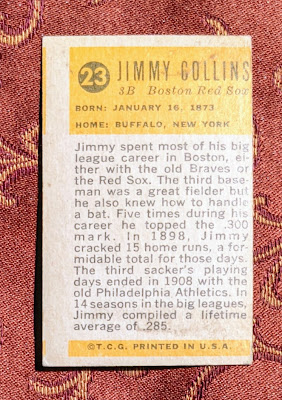 23 JIMMY COLLINS
3B Boston Red Sox
BORN: JANUARY 16, 1873
HOME: BUFFALO, NEW YORK
Jimmy spent most of his big
league career in Boston, ei-
ther with the old Braves or
the Red Sox. The third base-
man was a great fielder but
he also knew how to handle
a bat. Five times during his
career he topped the .300
mark. In 1898, Jimmy
cracked 15 home runs, a for-
midable total for those days.
The third sacker's playing
days ended in 1908 with the
old Philadelphia Athletics. In
14 seasons in the big leagues,
Jimmy compiled a lifetime
average of .285.
©T.C.G. PRINTED IN U.S.A.